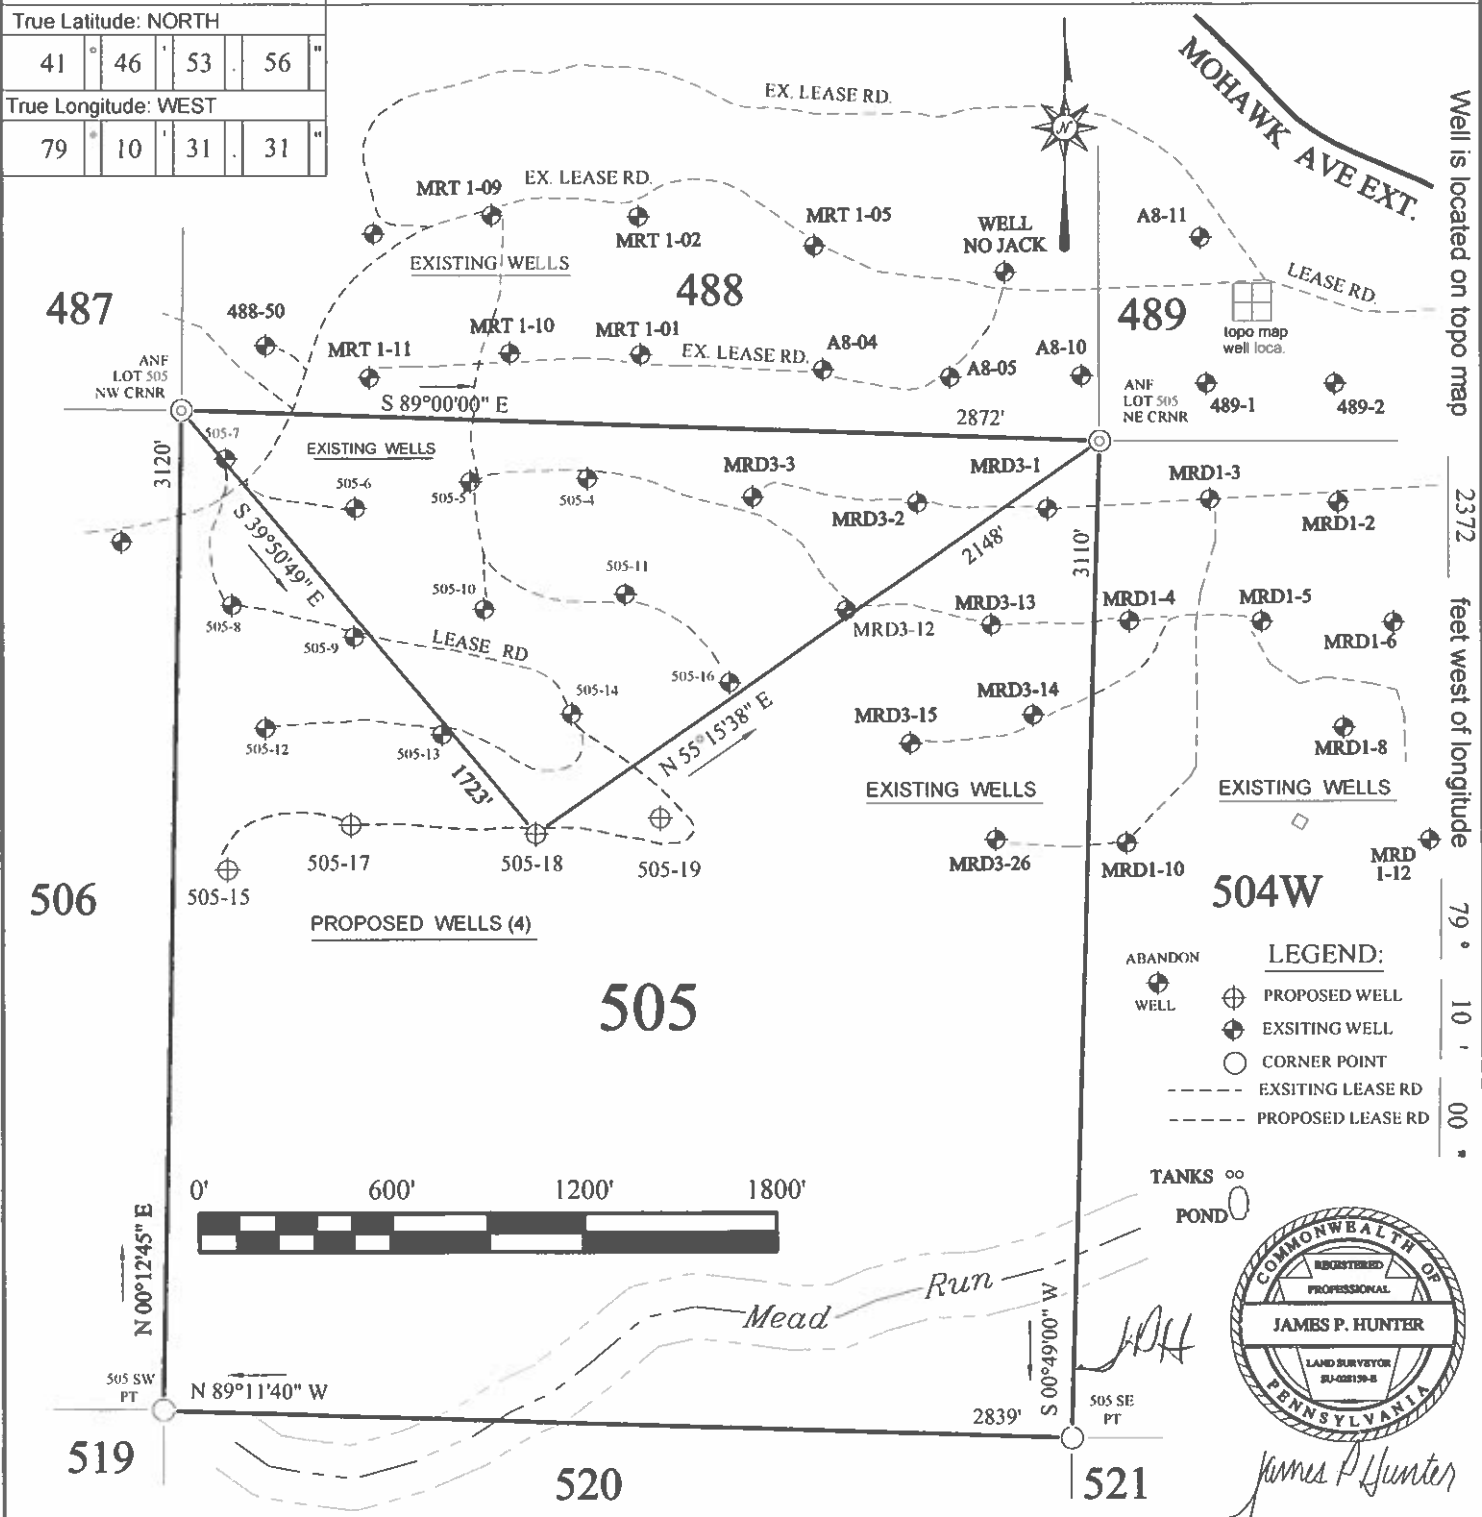 True Latitude: NORTH
41 ° 46 ' 53 . 56 "
True Longitude: WEST
79 ° 10 ' 31 . 31 "
MOHAWK AVE EXT.
Well is located on topo map
2372 feet west of longitude 79 ° 10 ' 00 "
EX. LEASE RD.
N
MRT 1-09
EX. LEASE RD.
MRT 1-02
MRT 1-05
WELL
NO JACK
A8-11
EXISTING WELLS
LEASE RD.
487
488
489
488-50
MRT 1-10
MRT 1-01
MRT 1-11
EX. LEASE RD.
A8-04
A8-05
A8-10
topo map
well loca.
ANF
LOT 505
NW CRNR
S 89°00'00" E
2872'
ANF
LOT 505
NE CRNR
489-1
489-2
3120'
505-7
EXISTING WELLS
505-6
505-5
505-4
MRD3-3
MRD3-2
MRD3-1
MRD1-3
MRD1-2
S 39°50'49" E
2148'
3110'
505-8
505-9
505-10
505-11
LEASE RD
MRD3-12
MRD3-13
MRD1-4
MRD1-5
MRD1-6
505-12
505-13
505-14
505-16
N 55°15'38" E
MRD3-15
MRD3-14
MRD1-8
1723'
EXISTING WELLS
EXISTING WELLS
505-15
505-17
505-18
505-19
MRD3-26
MRD1-10
MRD
1-12
506
504W
PROPOSED WELLS (4)
505
ABANDON
WELL
LEGEND:
PROPOSED WELL
EXSITING WELL
CORNER POINT
EXSITING LEASE RD
PROPOSED LEASE RD
0' 600' 1200' 1800'
TANKS
POND
N 00°12'45" E
Mead Run
S 00°49'00" W
JPH
COMMONWEALTH OF
REGISTERED
PROFESSIONAL
JAMES P. HUNTER
LAND SURVEYOR
SU-028139-E
PENNSYLVANIA
505 SW
PT
N 89°11'40" W
2839'
505 SE
PT
519
520
521
James P Hunter